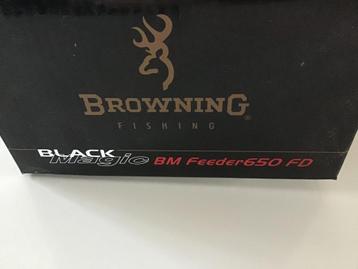 BROWNING®
FISHING
BLACK
Magic BM Feeder650 FD